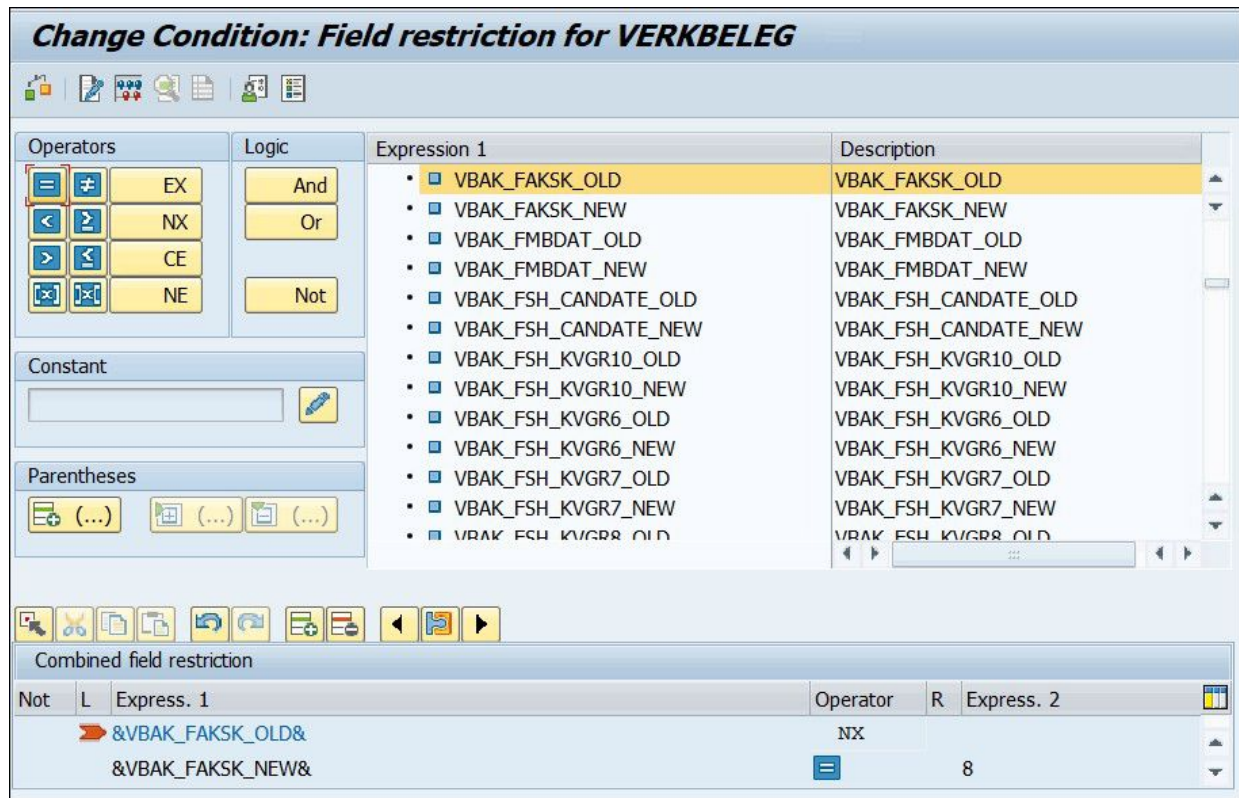 Change Condition: Field restriction for VERKBELEG
Operators
EX
NX
CE
NE
Logic
And
Or
Not
Constant
Parentheses
(...) (...) (...)
Expression 1 Description
VBAK_FAKSK_OLD VBAK_FAKSK_OLD
VBAK_FAKSK_NEW VBAK_FAKSK_NEW
VBAK_FMBDAT_OLD VBAK_FMBDAT_OLD
VBAK_FMBDAT_NEW VBAK_FMBDAT_NEW
VBAK_FSH_CANDATE_OLD VBAK_FSH_CANDATE_OLD
VBAK_FSH_CANDATE_NEW VBAK_FSH_CANDATE_NEW
VBAK_FSH_KVGR10_OLD VBAK_FSH_KVGR10_OLD
VBAK_FSH_KVGR10_NEW VBAK_FSH_KVGR10_NEW
VBAK_FSH_KVGR6_OLD VBAK_FSH_KVGR6_OLD
VBAK_FSH_KVGR6_NEW VBAK_FSH_KVGR6_NEW
VBAK_FSH_KVGR7_OLD VBAK_FSH_KVGR7_OLD
VBAK_FSH_KVGR7_NEW VBAK_FSH_KVGR7_NEW
VBAK_FSH_KVGR8_OLD VBAK_FSH_KVGR8_OLD
Combined field restriction
Not L Express. 1 Operator R Express. 2
&VBAK_FAKSK_OLD& NX
&VBAK_FAKSK_NEW& = 8